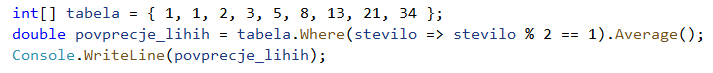 int[] tabela = { 1, 1, 2, 3, 5, 8, 13, 21, 34 };
double povprecje_lihih = tabela.Where(stevilo => stevilo % 2 == 1).Average();
Console.WriteLine(povprecje_lihih);